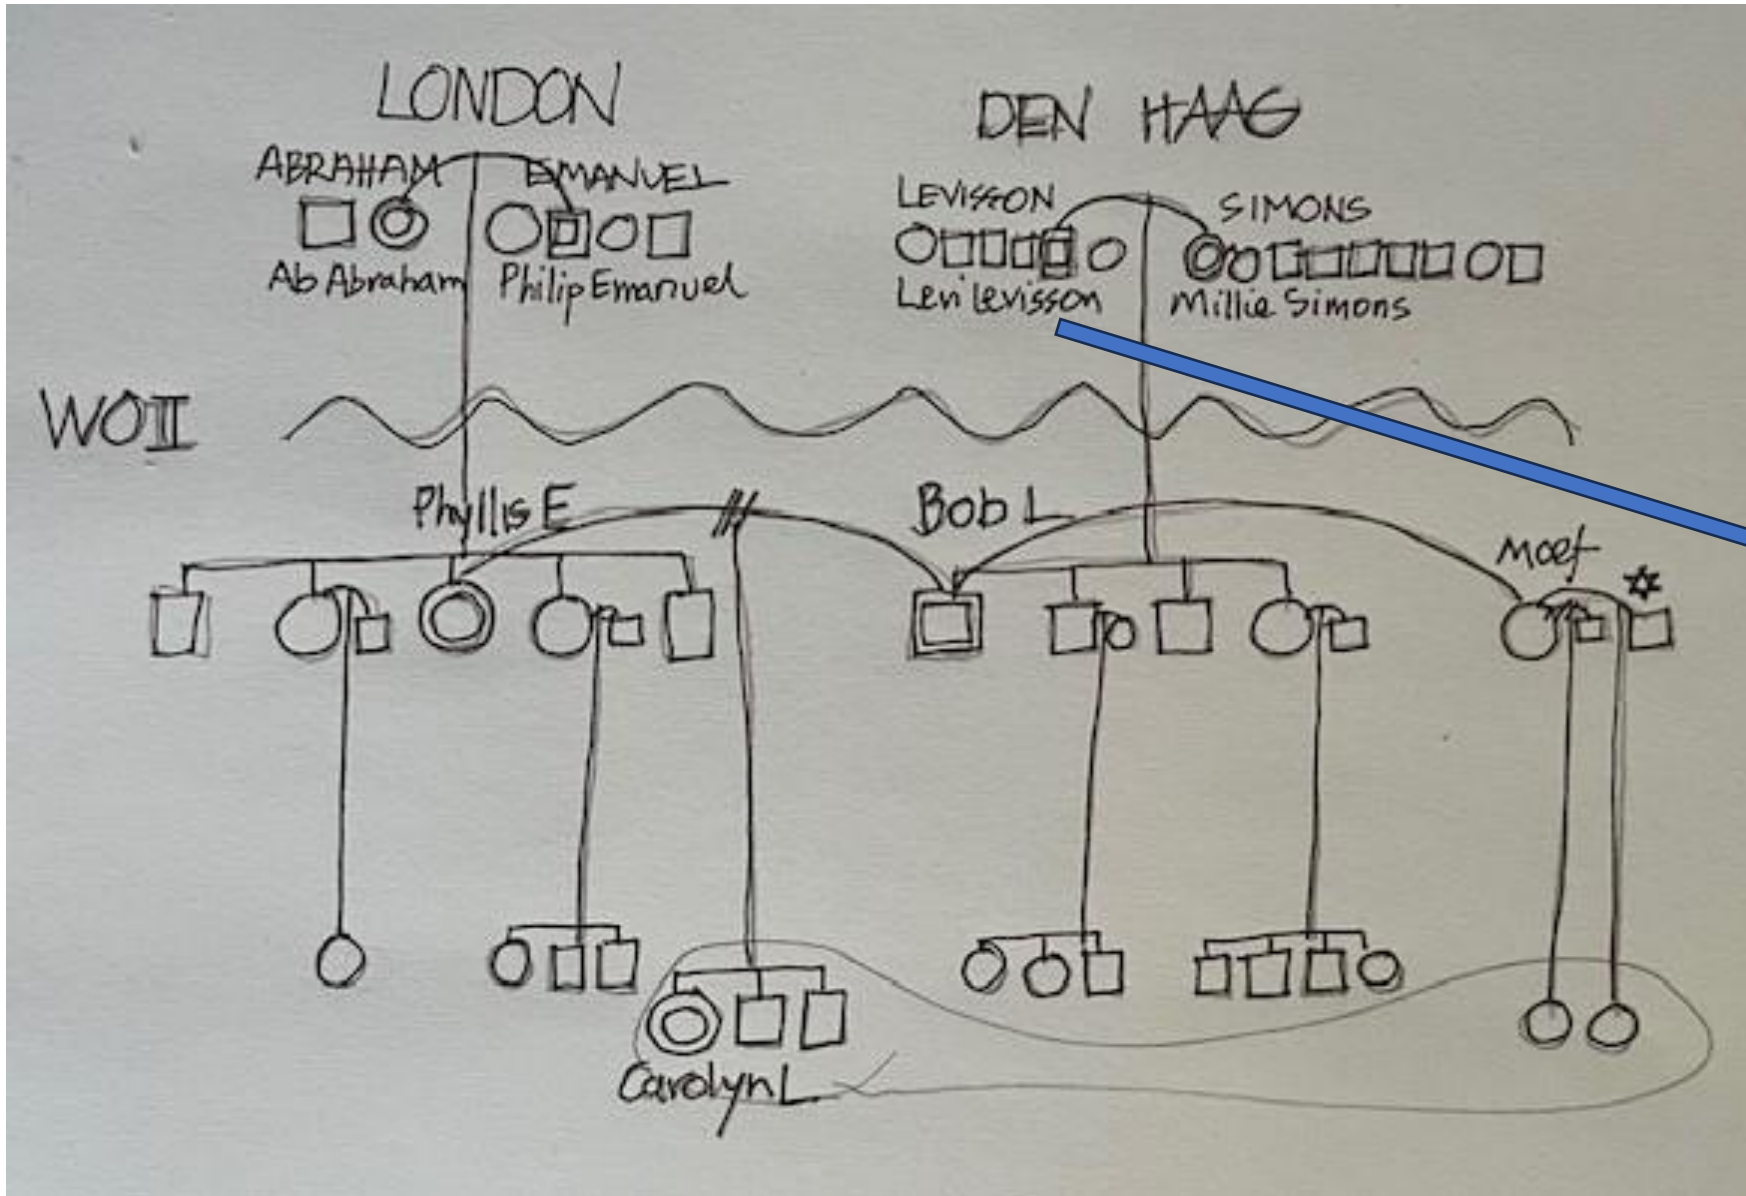 LONDON
DEN HAAG
ABRAHAM
EMANUEL
LEVISSON
SIMONS
Ab Abraham
Philip Emanuel
Levi Levisson
Millie Simons
WOII
Phyllis E
Bob L
Moef
Carolyn L